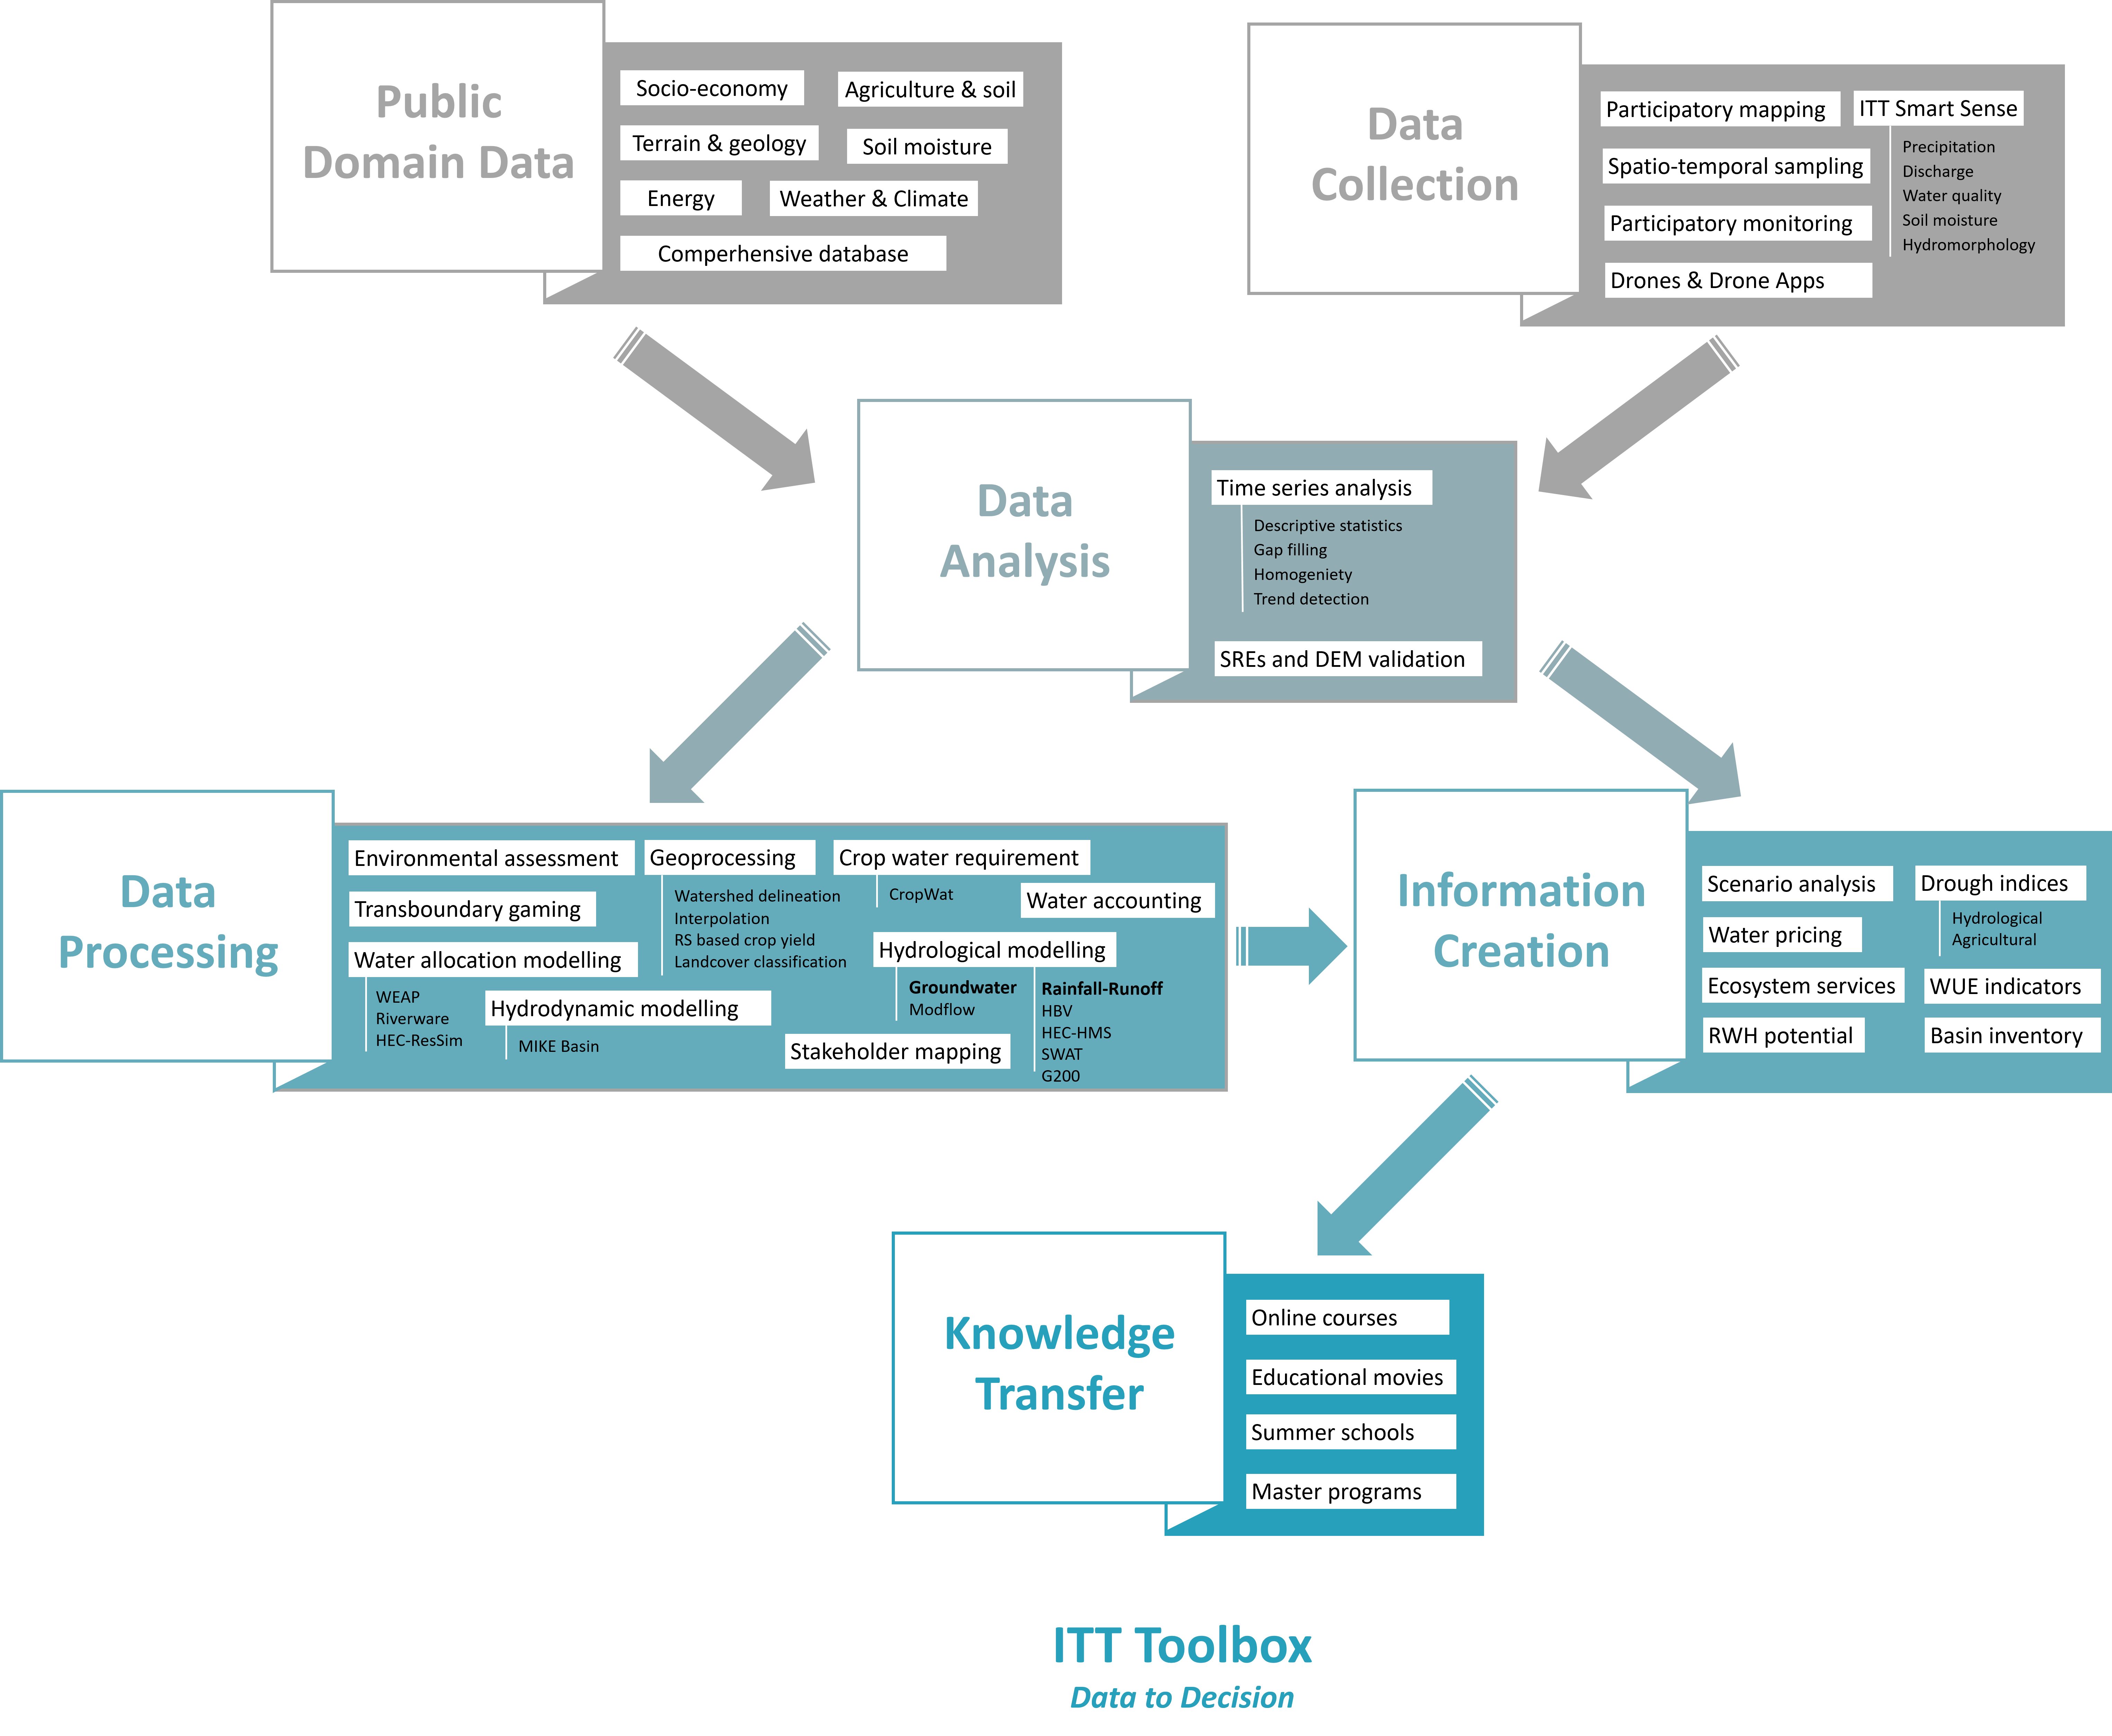 Public
Domain Data
Socio-economy
Agriculture & soil
Terrain & geology
Soil moisture
Energy
Weather & Climate
Comperhensive database
Data
Collection
Participatory mapping
ITT Smart Sense
Precipitation
Discharge
Water quality
Soil moisture
Hydromorphology
Spatio-temporal sampling
Participatory monitoring
Drones & Drone Apps
Data
Analysis
Time series analysis
Descriptive statistics
Gap filling
Homogeniety
Trend detection
SREs and DEM validation
Data
Processing
Environmental assessment
Transboundary gaming
Water allocation modelling
WEAP
Riverware
HEC-ResSim
Geoprocessing
Watershed delineation
Interpolation
RS based crop yield
Landcover classification
Hydrodynamic modelling
MIKE Basin
Crop water requirement
CropWat
Water accounting
Hydrological modelling
Groundwater
Modflow
Rainfall-Runoff
HBV
HEC-HMS
SWAT
G200
Stakeholder mapping
Information
Creation
Scenario analysis
Water pricing
Ecosystem services
RWH potential
Drough indices
Hydrological
Agricultural
WUE indicators
Basin inventory
Knowledge
Transfer
Online courses
Educational movies
Summer schools
Master programs
ITT Toolbox
Data to Decision